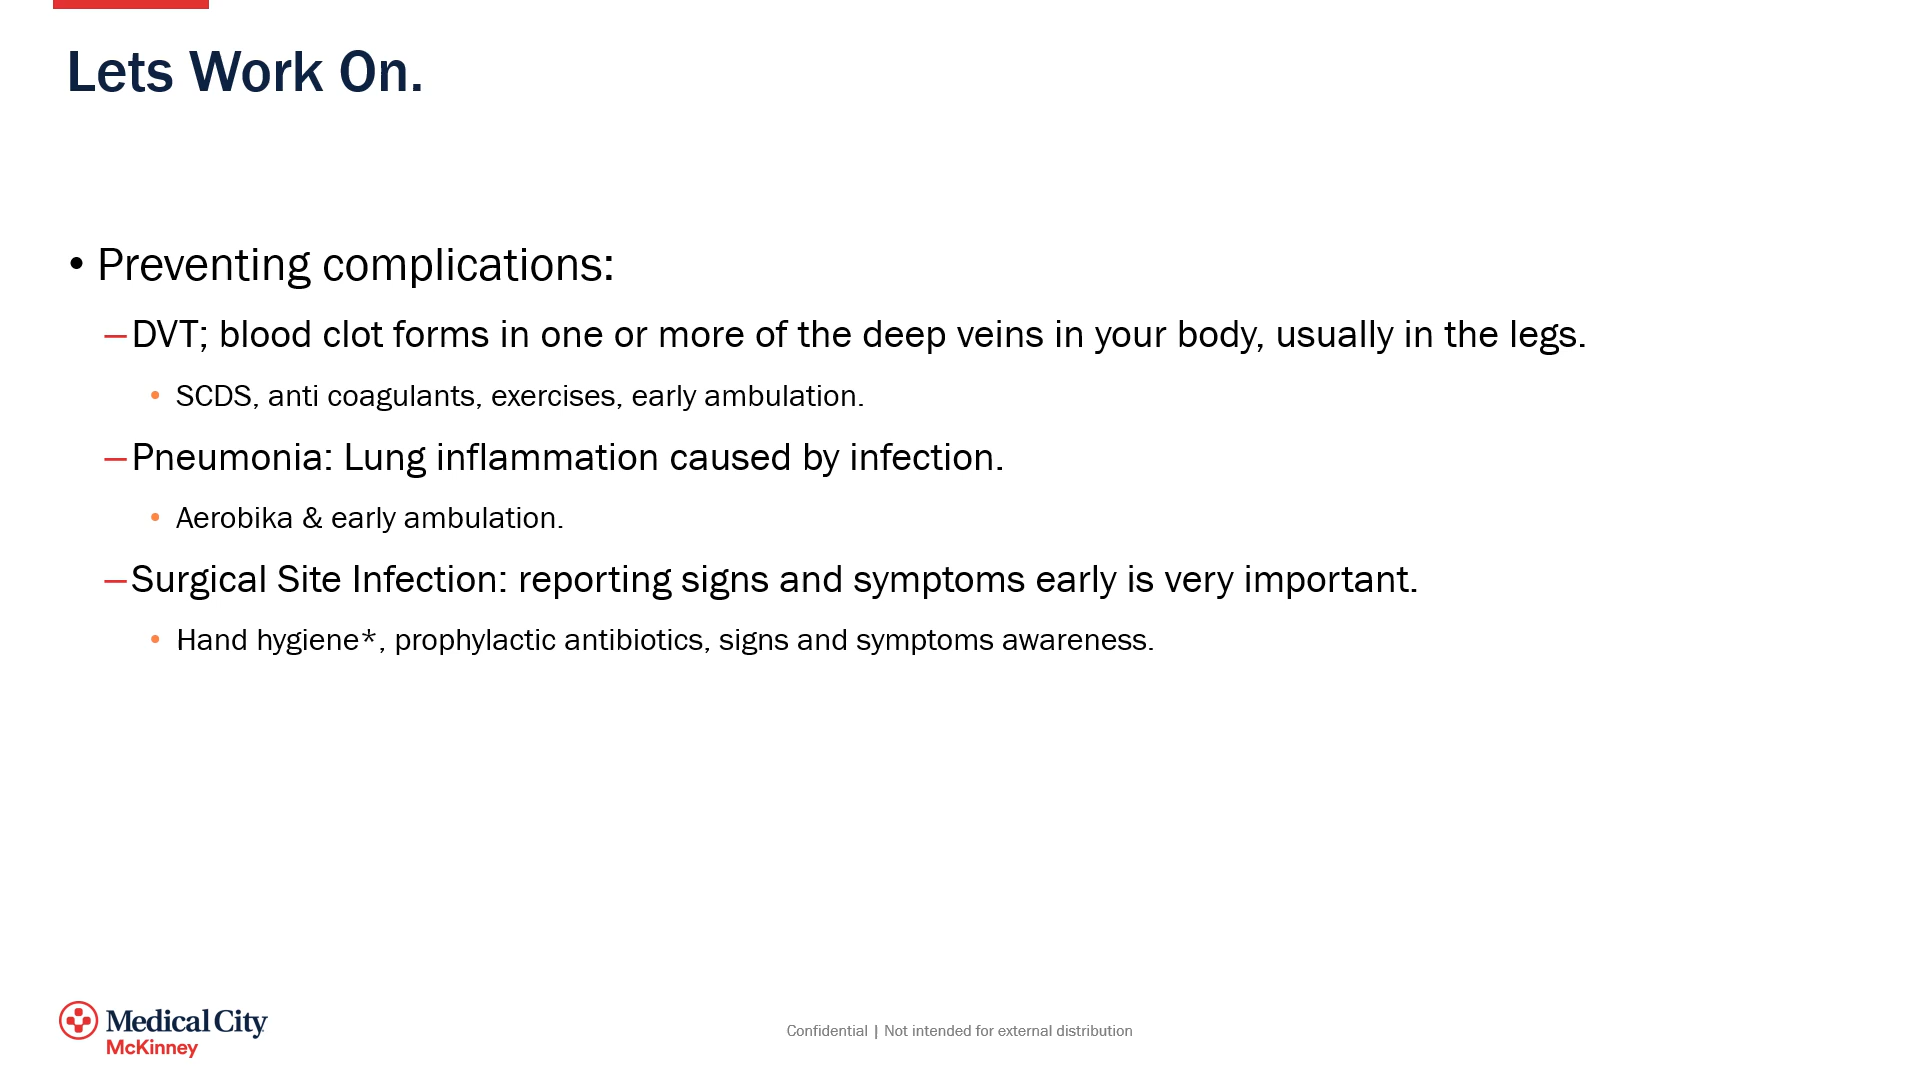 Lets Work On.
• Preventing complications:
–DVT; blood clot forms in one or more of the deep veins in your body, usually in the legs.
• SCDS, anti coagulants, exercises, early ambulation.
–Pneumonia: Lung inflammation caused by infection.
• Aerobika & early ambulation.
–Surgical Site Infection: reporting signs and symptoms early is very important.
• Hand hygiene*, prophylactic antibiotics, signs and symptoms awareness.
Medical City
McKinney
Confidential | Not intended for external distribution